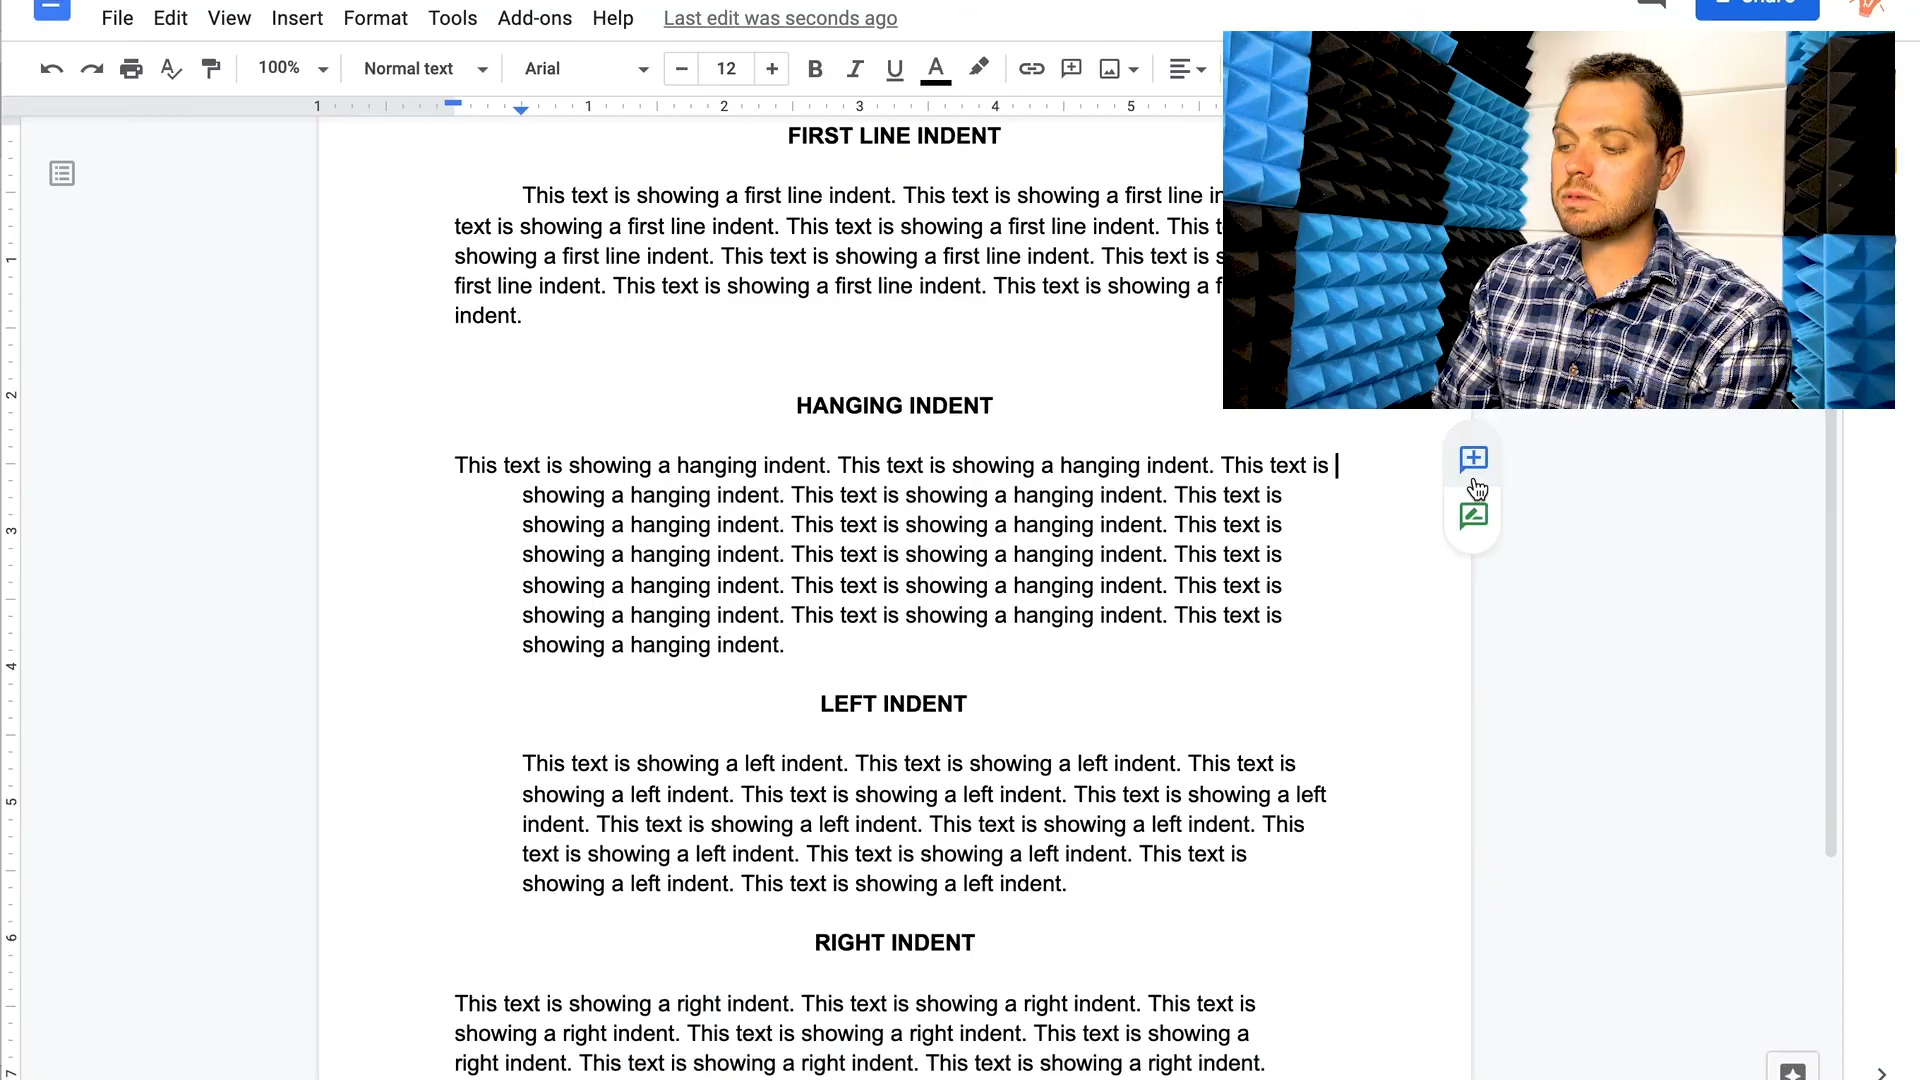 File Edit View Insert Format Tools Add-ons Help Last edit was seconds ago
100% Normal text Arial − 12 + B I U A
1 1 2 3 4 5
FIRST LINE INDENT
This text is showing a first line indent. This text is showing a first line
text is showing a first line indent. This text is showing a first line indent. This
showing a first line indent. This text is showing a first line indent. This text is
first line indent. This text is showing a first line indent. This text is showing a
indent.
HANGING INDENT
This text is showing a hanging indent. This text is showing a hanging indent. This text is
showing a hanging indent. This text is showing a hanging indent. This text is
showing a hanging indent. This text is showing a hanging indent. This text is
showing a hanging indent. This text is showing a hanging indent. This text is
showing a hanging indent. This text is showing a hanging indent. This text is
showing a hanging indent. This text is showing a hanging indent. This text is
showing a hanging indent.
LEFT INDENT
This text is showing a left indent. This text is showing a left indent. This text is
showing a left indent. This text is showing a left indent. This text is showing a left
indent. This text is showing a left indent. This text is showing a left indent. This
text is showing a left indent. This text is showing a left indent. This text is
showing a left indent. This text is showing a left indent.
RIGHT INDENT
This text is showing a right indent. This text is showing a right indent. This text is
showing a right indent. This text is showing a right indent. This text is showing a
right indent. This text is showing a right indent. This text is showing a right indent.
1
2
3
4
5
6
7